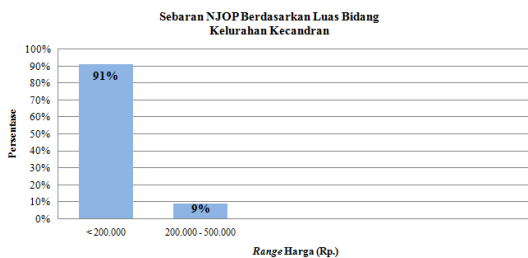 Sebaran NJOP Berdasarkan Luas Bidang
Kelurahan Kecandran
100%
90%
80%
70%
60%
50%
40%
30%
20%
10%
0%
Persentase
91%
9%
< 200.000
200.000 - 500.000
Range Harga (Rp.)